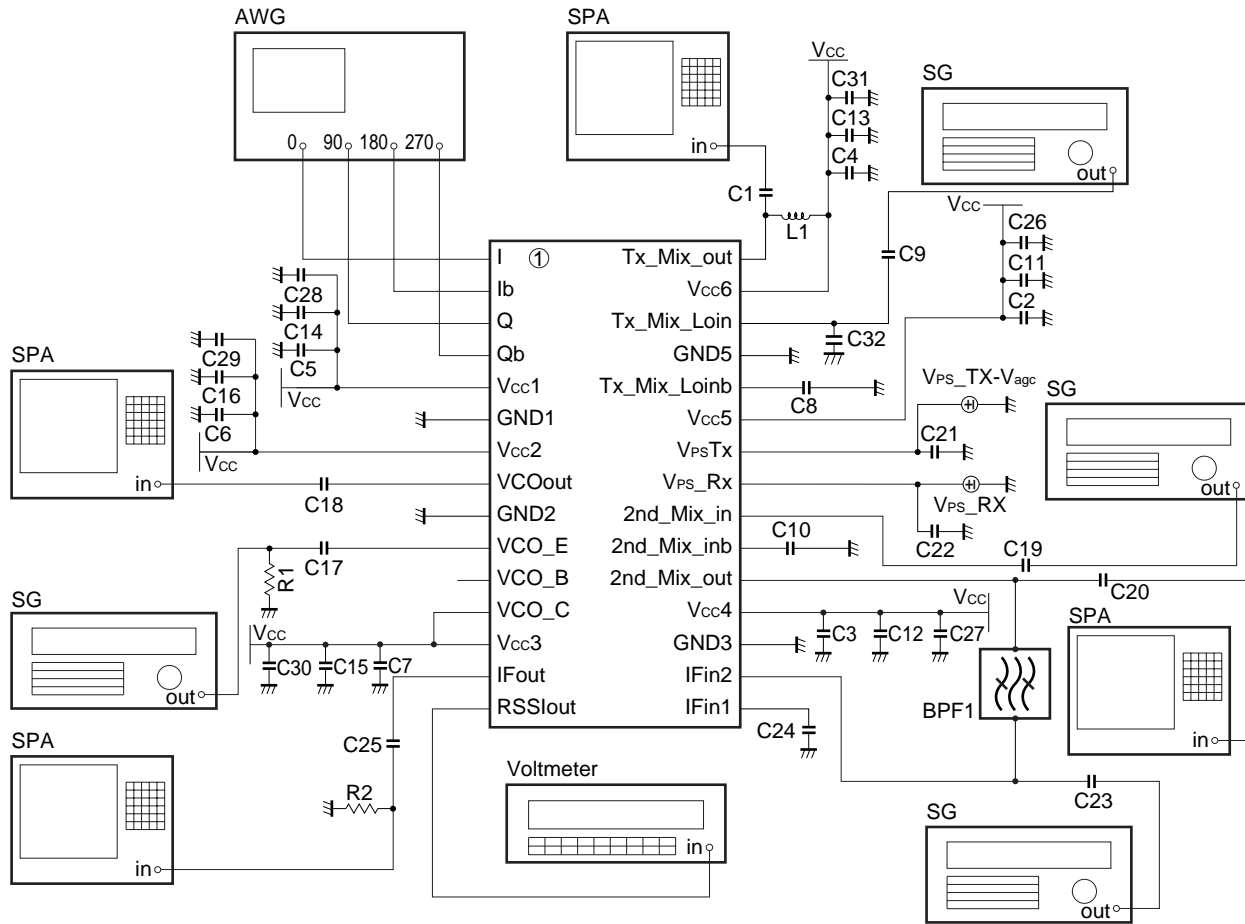 AWG
SPA
SG
0
90
180
270
in
out
VCC
C31
C13
C4
C1
L1
C9
VCC
C26
C11
C2
C32
C28
C14
C5
VCC
C29
C16
C6
VCC
SPA
in
C18
C17
R1
SG
out
VCC
C30
C15
C7
SPA
in
C25
R2
I
①
Ib
Q
Qb
VCC1
GND1
VCC2
VCOout
GND2
VCO_E
VCO_B
VCO_C
VCC3
IFout
RSSIout
Tx_Mix_out
VCC6
Tx_Mix_Loin
GND5
Tx_Mix_Loinb
VCC5
VPSTx
VPS_Rx
2nd_Mix_in
2nd_Mix_inb
2nd_Mix_out
VCC4
GND3
IFin2
IFin1
C8
VPS_TX-Vagc
C21
VPS_RX
C22
SG
out
C10
C19
C20
VCC
C3
C12
C27
BPF1
SPA
in
C24
C23
SG
out
Voltmeter
in